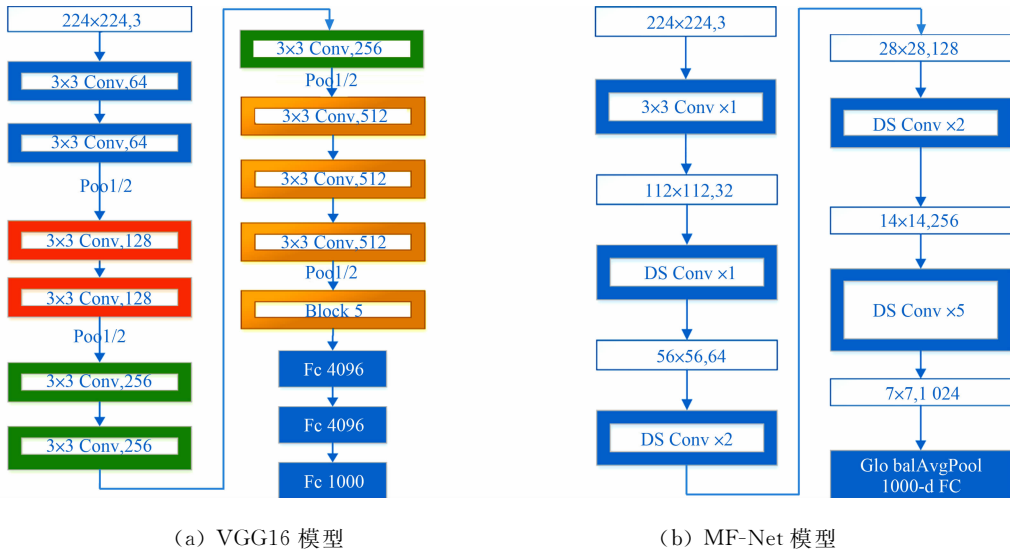 224×224,3
3×3 Conv,64
3×3 Conv,64
Poo1/2
3×3 Conv,128
3×3 Conv,128
Poo1/2
3×3 Conv,256
3×3 Conv,256
3×3 Conv,256
Poo1/2
3×3 Conv,512
3×3 Conv,512
3×3 Conv,512
Poo1/2
Block 5
Fc 4096
Fc 4096
Fc 1000
(a) VGG16 模型
224×224,3
3×3 Conv ×1
112×112,32
DS Conv ×1
56×56,64
DS Conv ×2
28×28,128
DS Conv ×2
14×14,256
DS Conv ×5
7×7,1 024
Glo balAvgPool
1000-d FC
(b) MF-Net 模型